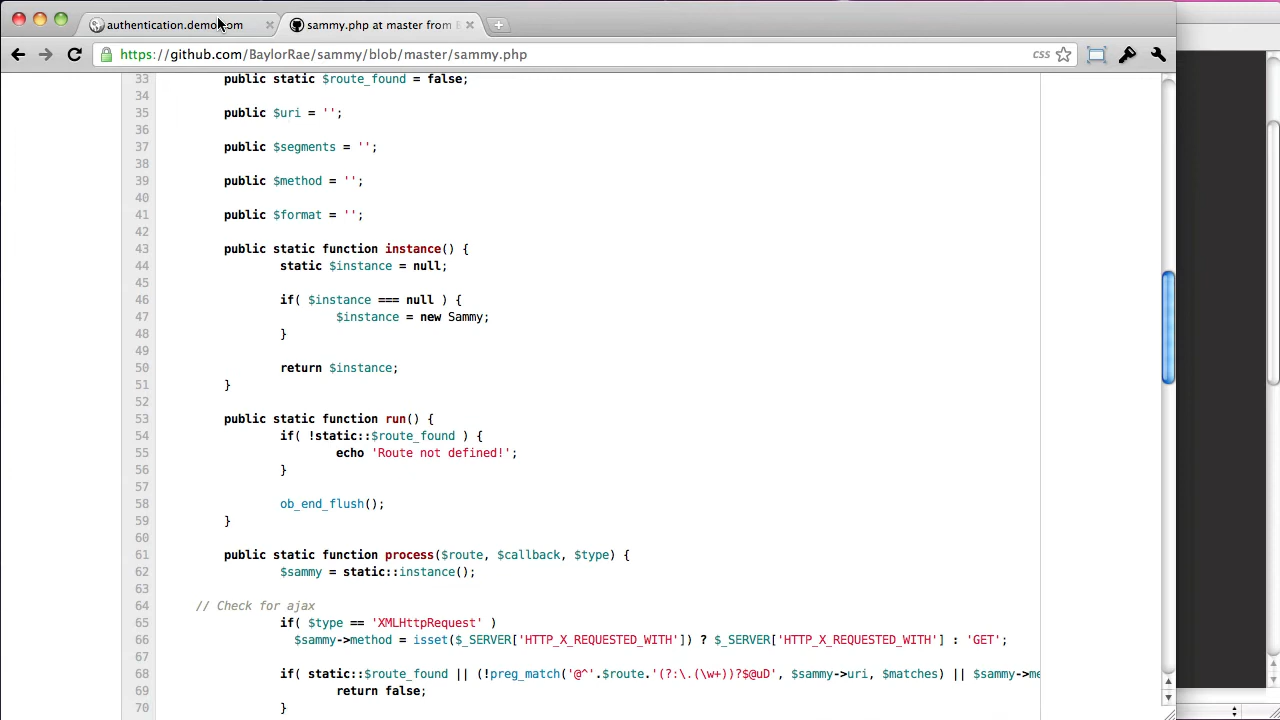 authentication.demo com
sammy.php at master from
https://github.com/BaylorRae/sammy/blob/master/sammy.php
CSS
33 public static $route_found = false;
34
35 public $uri = '';
36
37 public $segments = '';
38
39 public $method = '';
40
41 public $format = '';
42
43 public static function instance() {
44 static $instance = null;
45
46 if( $instance === null ) {
47 $instance = new Sammy;
48 }
49
50 return $instance;
51 }
52
53 public static function run() {
54 if( !static::$route_found ) {
55 echo 'Route not defined!';
56 }
57
58 ob_end_flush();
59 }
60
61 public static function process($route, $callback, $type) {
62 $sammy = static::instance();
63
64 // Check for ajax
65 if( $type == 'XMLHttpRequest' )
66 $sammy->method = isset($_SERVER['HTTP_X_REQUESTED_WITH']) ? $_SERVER['HTTP_X_REQUESTED_WITH'] : 'GET';
67
68 if( static::$route_found || (!preg_match('@^'.$route.'(?:\.(\w+))?$@uD', $sammy->uri, $matches) || $sammy->me
69 return false;
70 }